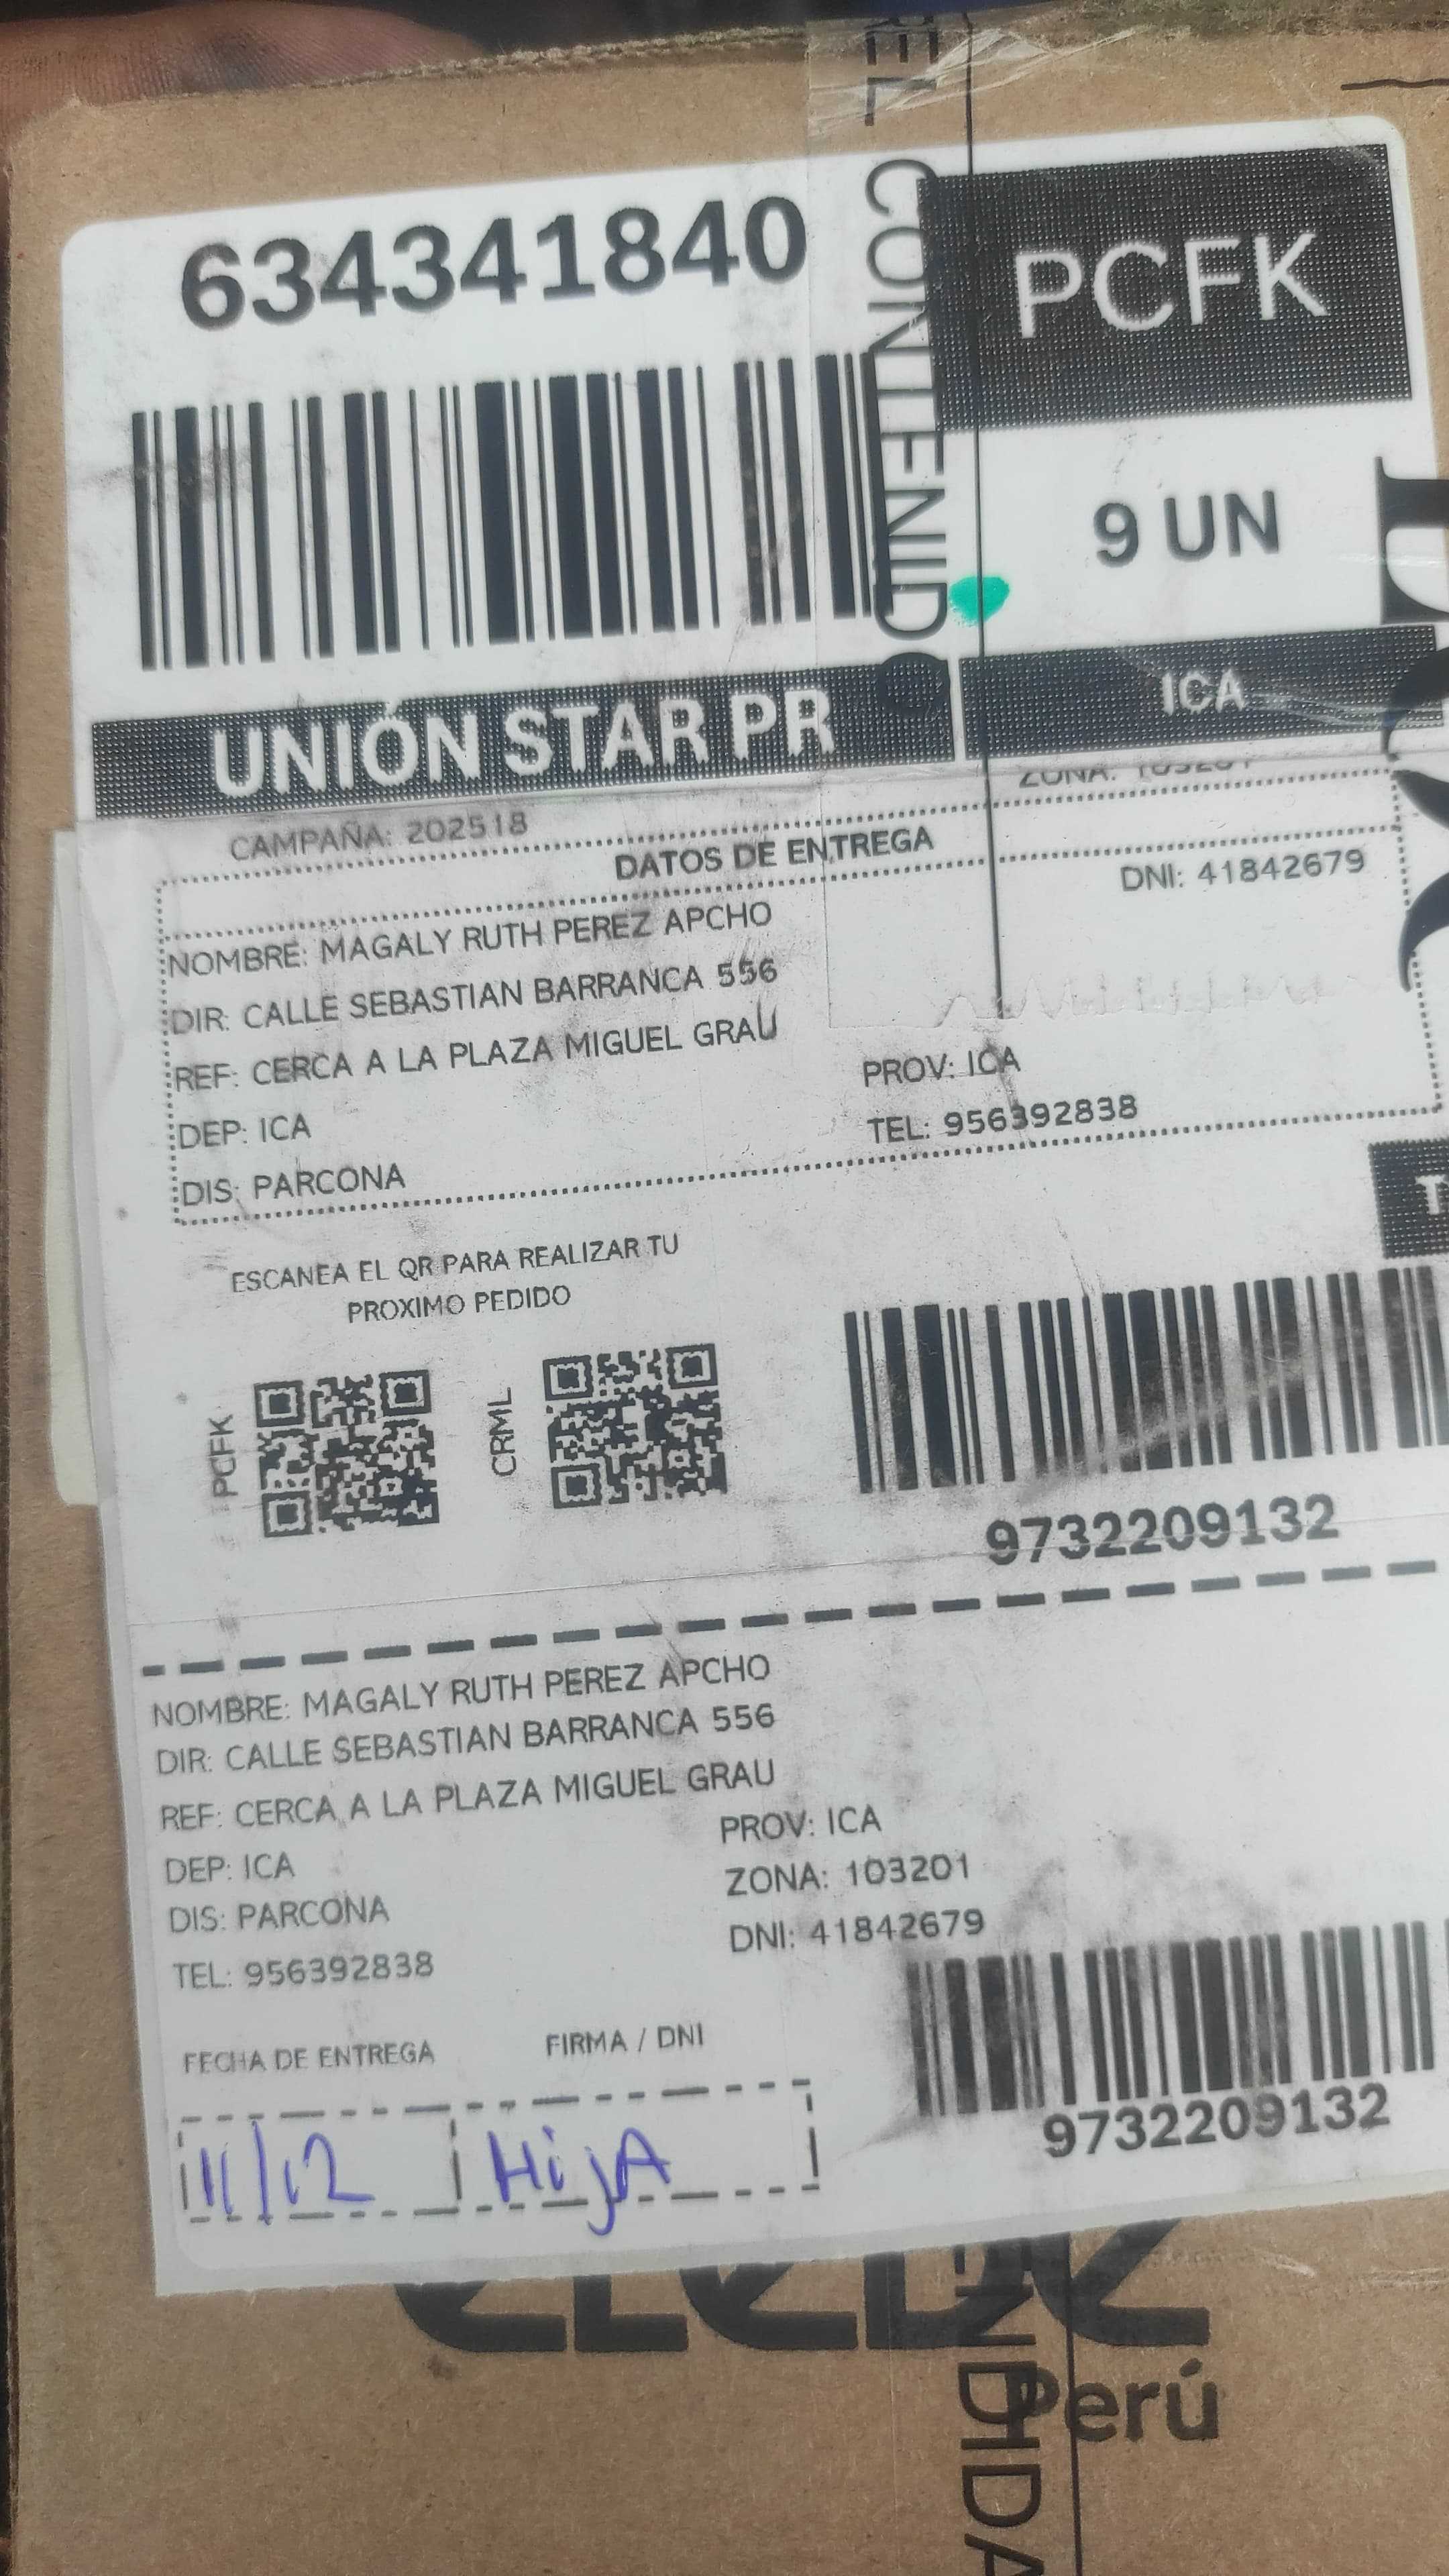 634341840
PCFK
9 UN
EL CONTENIDO
UNIÓN STAR PR
ICA
CAMPAÑA: 202518
ZONA: 103201
DATOS DE ENTREGA
DNI: 41842679
NOMBRE: MAGALY RUTH PEREZ APCHO
DIR: CALLE SEBASTIAN BARRANCA 556
REF: CERCA A LA PLAZA MIGUEL GRAU
DEP: ICA
PROV: ICA
DIS: PARCONA
TEL: 956392838
ESCANEA EL QR PARA REALIZAR TU
PROXIMO PEDIDO
PCFK
CRML
9732209132
NOMBRE: MAGALY RUTH PEREZ APCHO
DIR: CALLE SEBASTIAN BARRANCA 556
REF: CERCA A LA PLAZA MIGUEL GRAU
DEP: ICA
PROV: ICA
DIS: PARCONA
ZONA: 103201
TEL: 956392838
DNI: 41842679
FECHA DE ENTREGA
FIRMA / DNI
11/12
HijA
9732209132
Perú